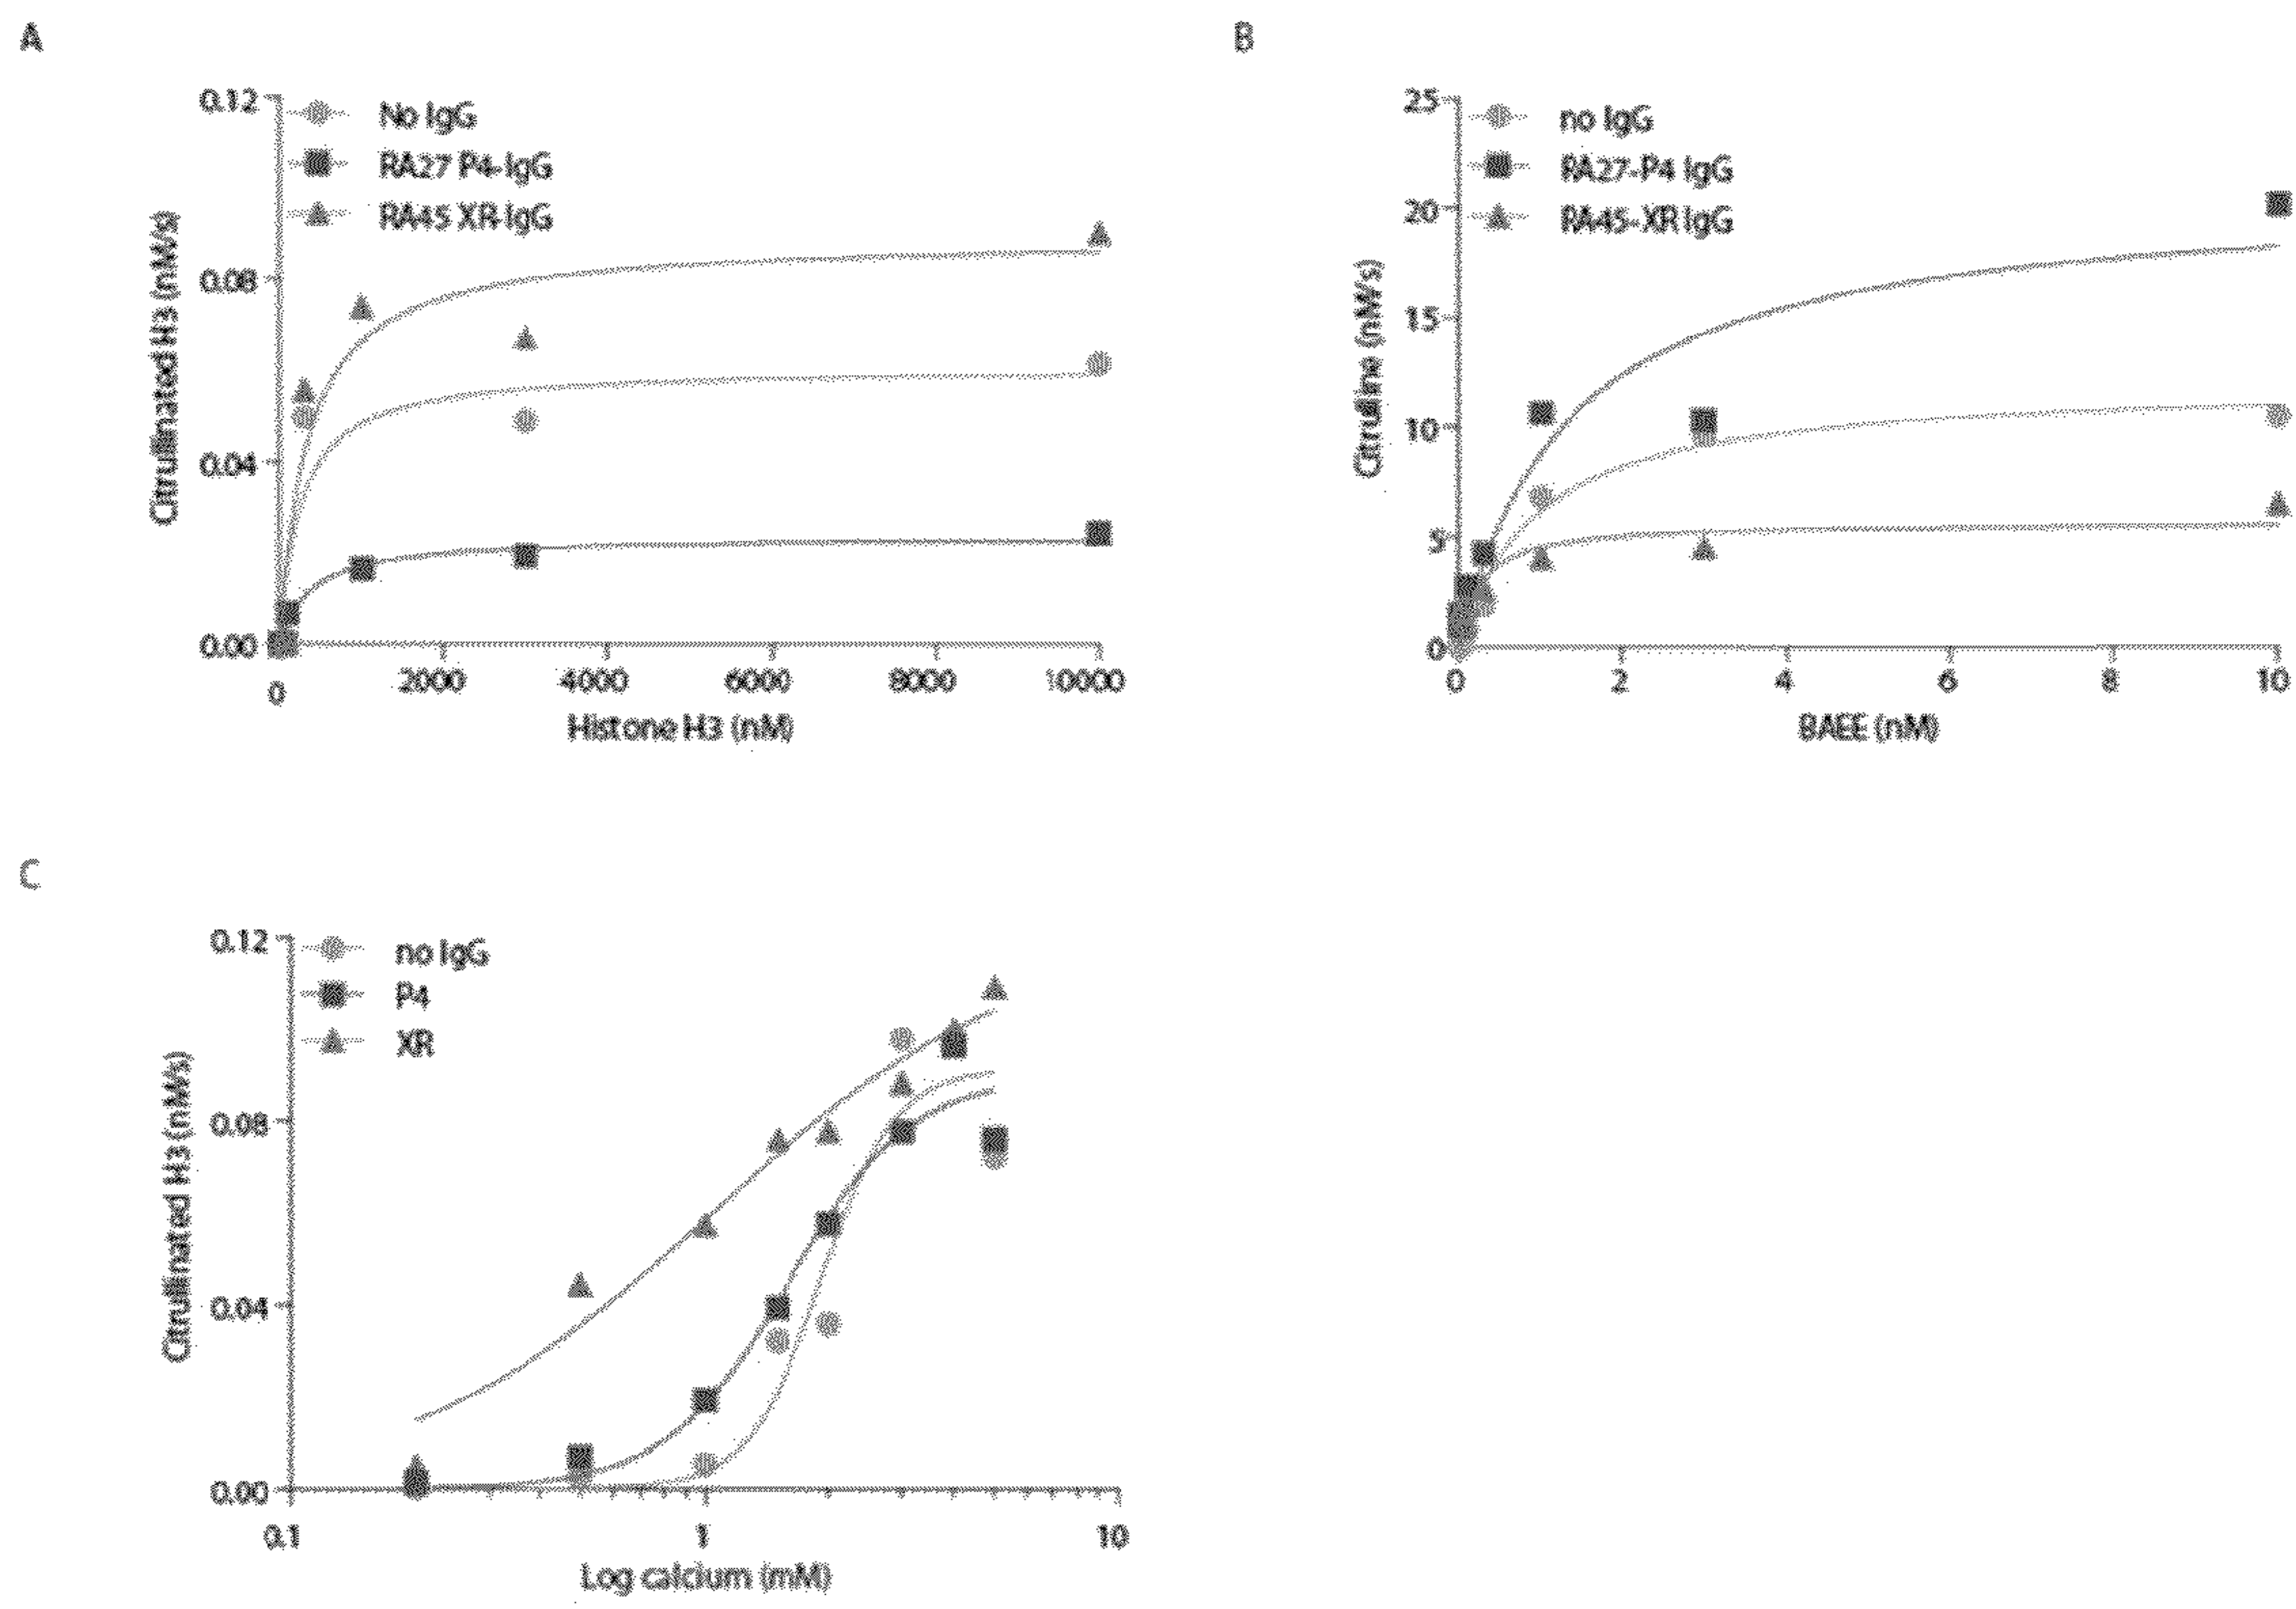 A
0.12
0.08
0.04
0.00
Citrullinated H3 (nM/s)
No IgG
RA27 P4-IgG
RA45 XR-IgG
0 2000 4000 6000 8000 10000
Histone H3 (nM)
B
25
20
15
10
5
0
Citrulline (nM/s)
no IgG
RA27-P4 IgG
RA45-XR IgG
0 2 4 6 8 10
BAEE (nM)
C
0.12
0.08
0.04
0.00
Citrullinated H3 (nM/s)
no IgG
P4
XR
0.1 1 10
Log calcium (mM)